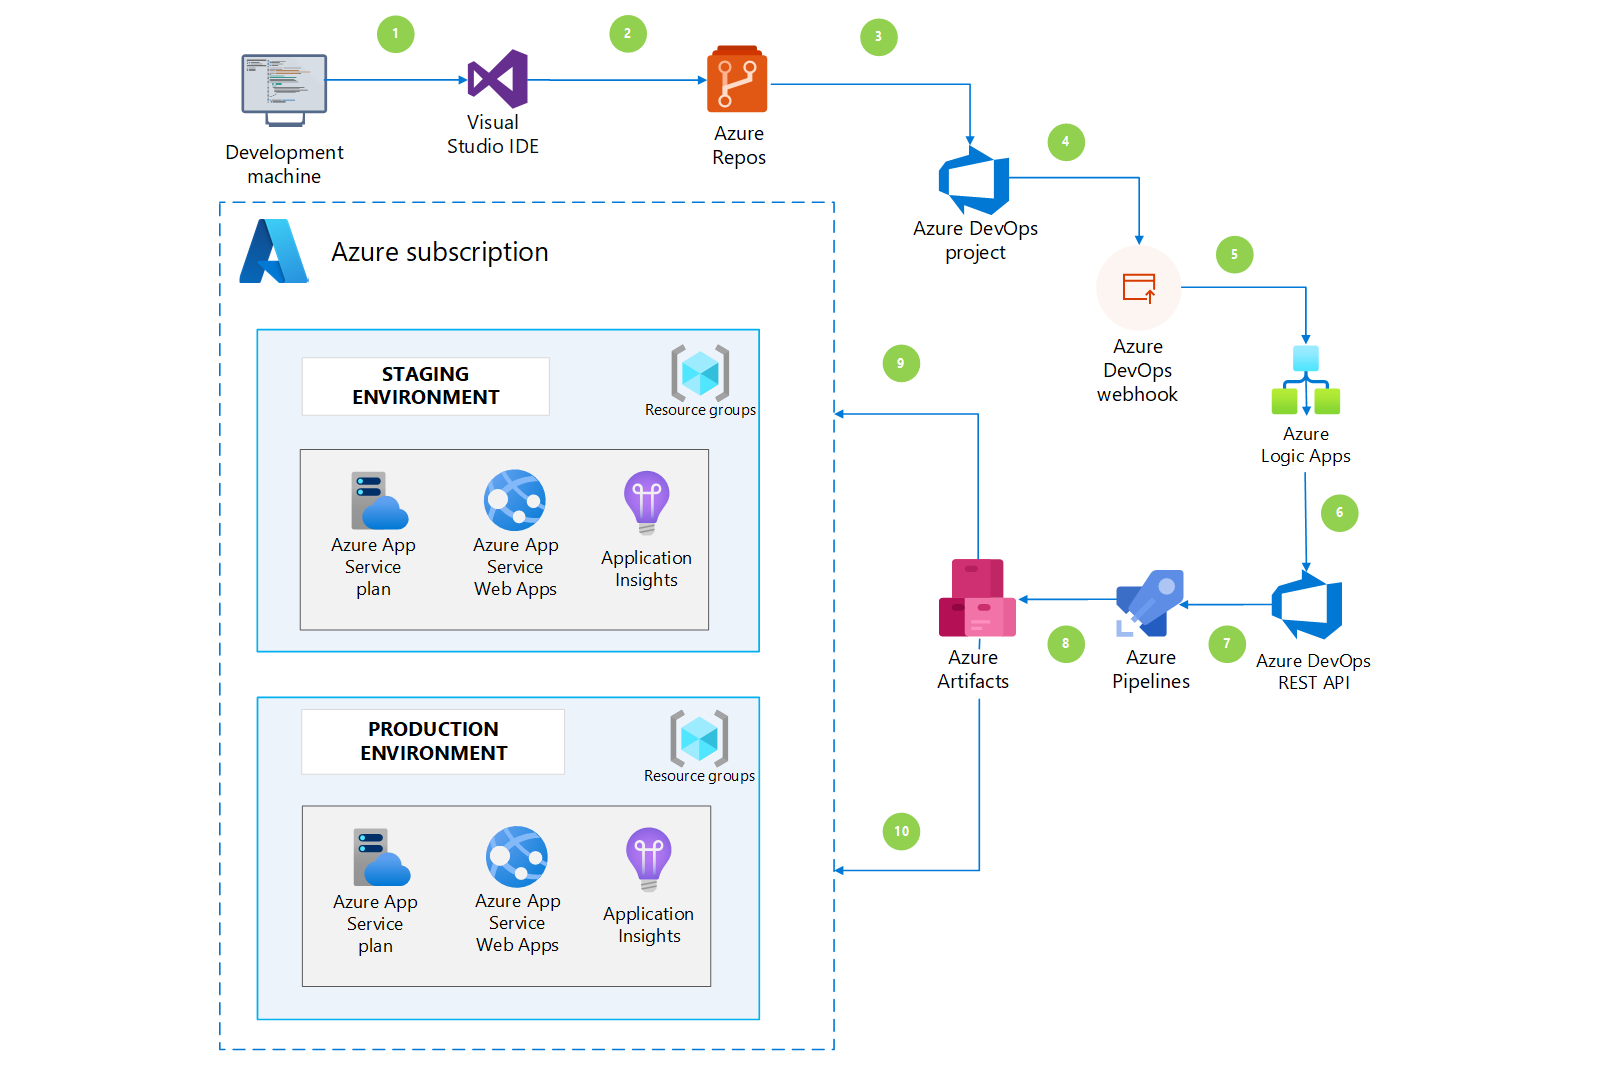 1
2
3
Development
machine
Visual
Studio IDE
Azure
Repos
4
Azure DevOps
project
5
Azure
DevOps
webhook
Azure
Logic Apps
6
Azure DevOps
REST API
7
Azure
Pipelines
8
Azure
Artifacts
9
10
Azure subscription
STAGING
ENVIRONMENT
Resource groups
Azure App
Service
plan
Azure App
Service
Web Apps
Application
Insights
PRODUCTION
ENVIRONMENT
Resource groups
Azure App
Service
plan
Azure App
Service
Web Apps
Application
Insights